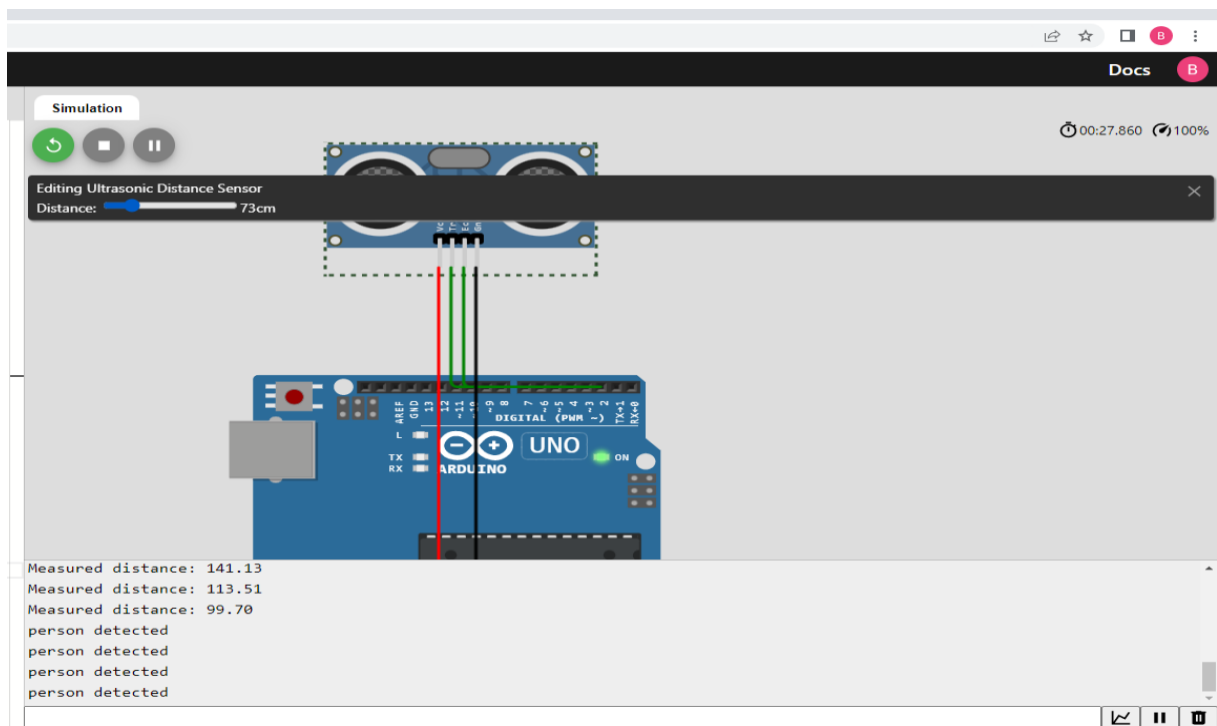 B
Docs B
Simulation
00:27.860 100%
Editing Ultrasonic Distance Sensor
Distance: 73cm
AREF
GND
13
12
~11
~10
~9
8
7
~6
~5
4
~3
2
TX→1
RX←0
DIGITAL (PWM ~)
L
TX
RX
UNO
ON
ARDUINO
Measured distance: 141.13
Measured distance: 113.51
Measured distance: 99.70
person detected
person detected
person detected
person detected